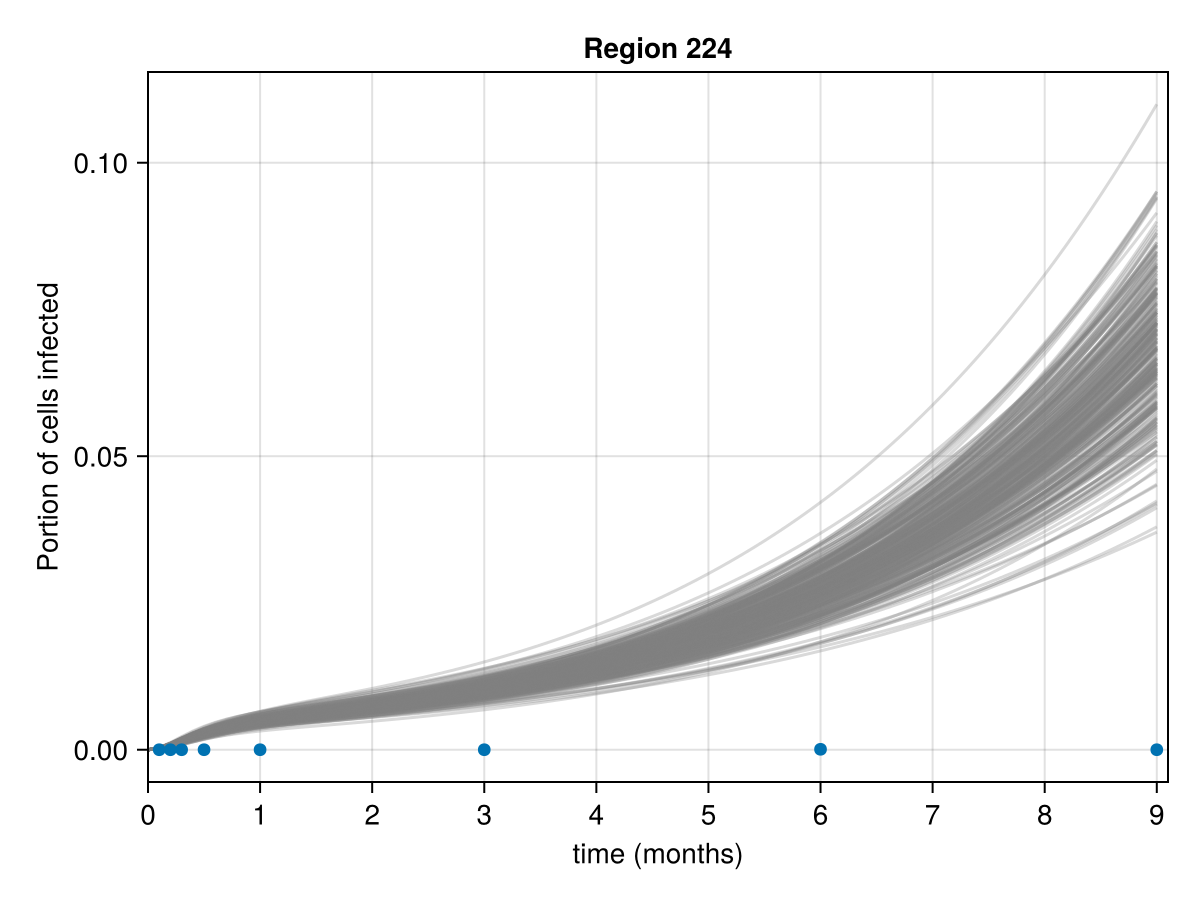 Region 224
Portion of cells infected
0.10
0.05
0.00
0 1 2 3 4 5 6 7 8 9
time (months)